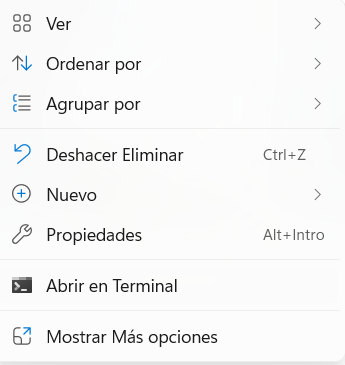 Ver
Ordenar por
Agrupar por
Deshacer Eliminar Ctrl+Z
Nuevo
Propiedades Alt+Intro
Abrir en Terminal
Mostrar Más opciones